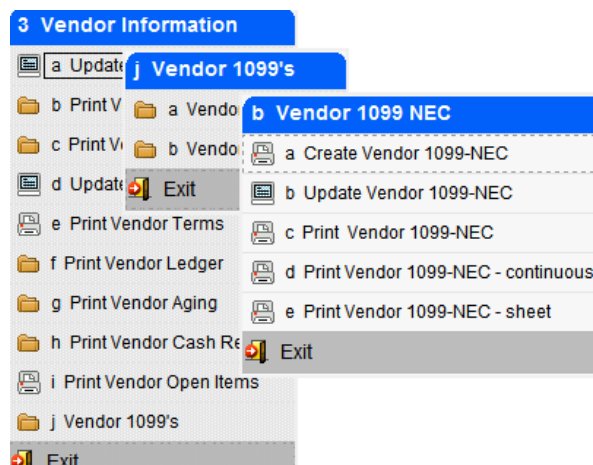 3 Vendor Information
a Update
b Print V
c Print Ve
d Update
e Print Vendor Terms
f Print Vendor Ledger
g Print Vendor Aging
h Print Vendor Cash Re
i Print Vendor Open Items
j Vendor 1099's
Exit
j Vendor 1099's
a Vendo
b Vendo
Exit
b Vendor 1099 NEC
a Create Vendor 1099-NEC
b Update Vendor 1099-NEC
c Print Vendor 1099-NEC
d Print Vendor 1099-NEC - continuous
e Print Vendor 1099-NEC - sheet
Exit